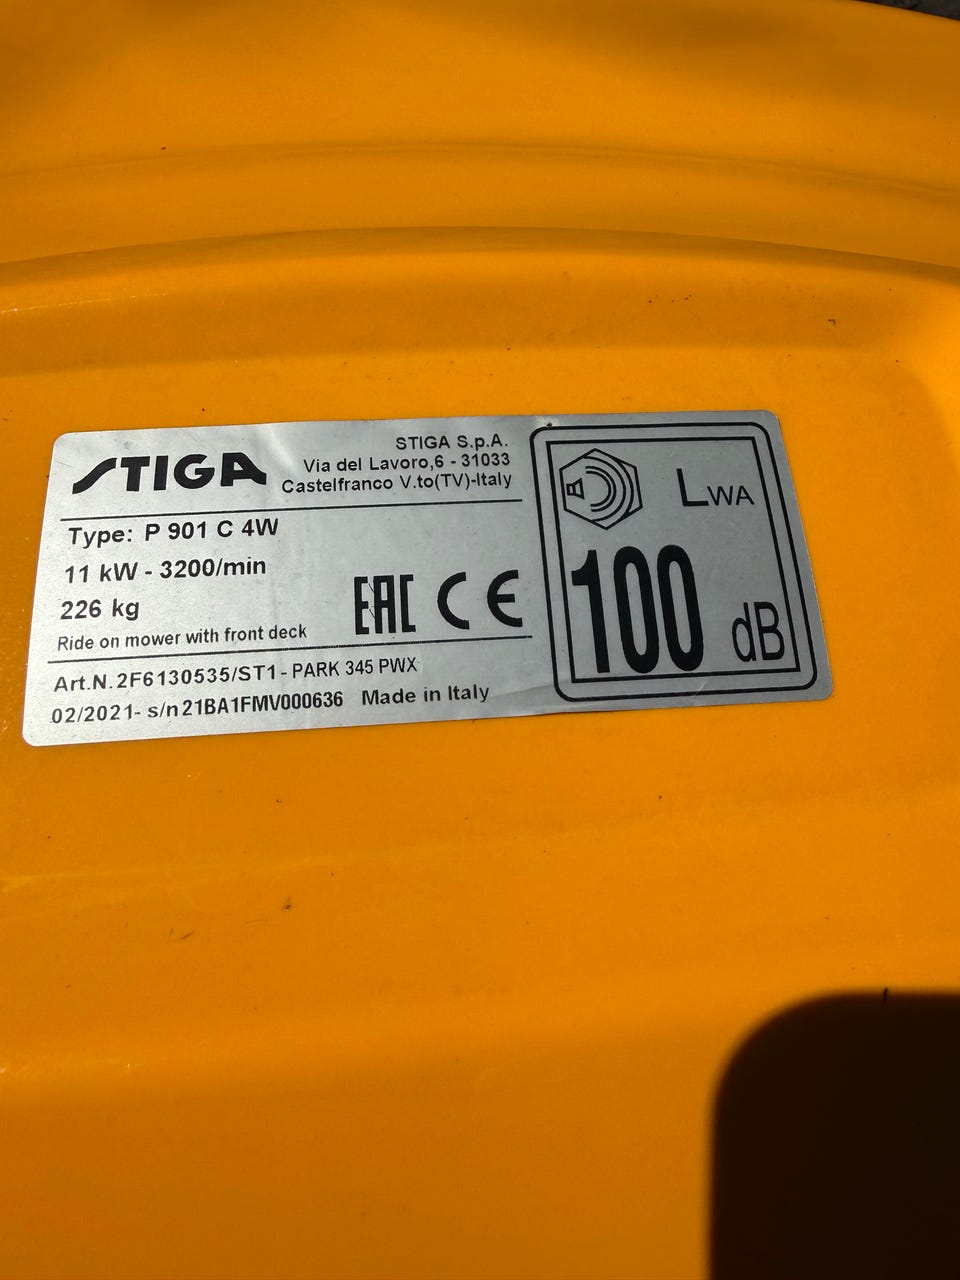 STIGA
STIGA S.p.A.
Via del Lavoro,6 - 31033
Castelfranco V.to(TV)-Italy
Type: P 901 C 4W
11 kW - 3200/min
226 kg
Ride on mower with front deck
EAC CE
Art.N.2F6130535/ST1 - PARK 345 PWX
02/2021- s/n21BA1FMV000636 Made in Italy
LWA
100 dB